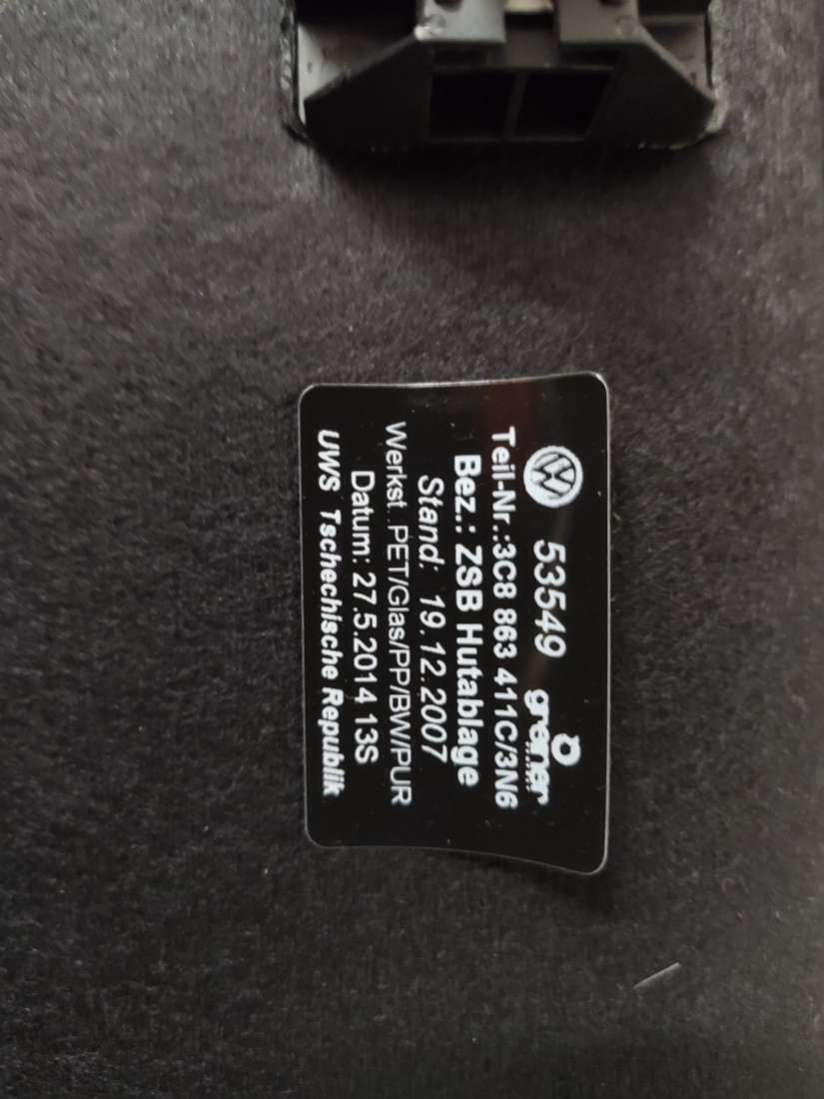 53549 greiner
Teil-Nr.:3C8 863 411C/3N6
Bez.: ZSB Hutablage
Stand: 19.12.2007
Werkst. PET/Glas/PP/BW/PUR
Datum: 27.5.2014 13S
UWS Tschechische Republik